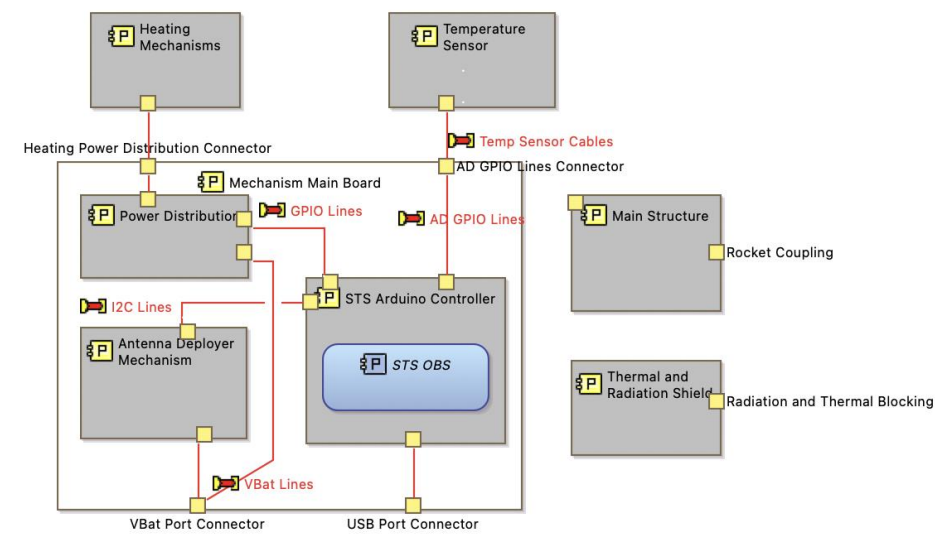 P Heating
Mechanisms
P Temperature
Sensor
Temp Sensor Cables
Heating Power Distribution Connector
AD GPIO Lines Connector
P Mechanism Main Board
P Power Distribution
GPIO Lines
AD GPIO Lines
P Main Structure
Rocket Coupling
I2C Lines
P STS Arduino Controller
P Antenna Deployer
Mechanism
P STS OBS
P Thermal and
Radiation Shield
Radiation and Thermal Blocking
VBat Lines
VBat Port Connector
USB Port Connector